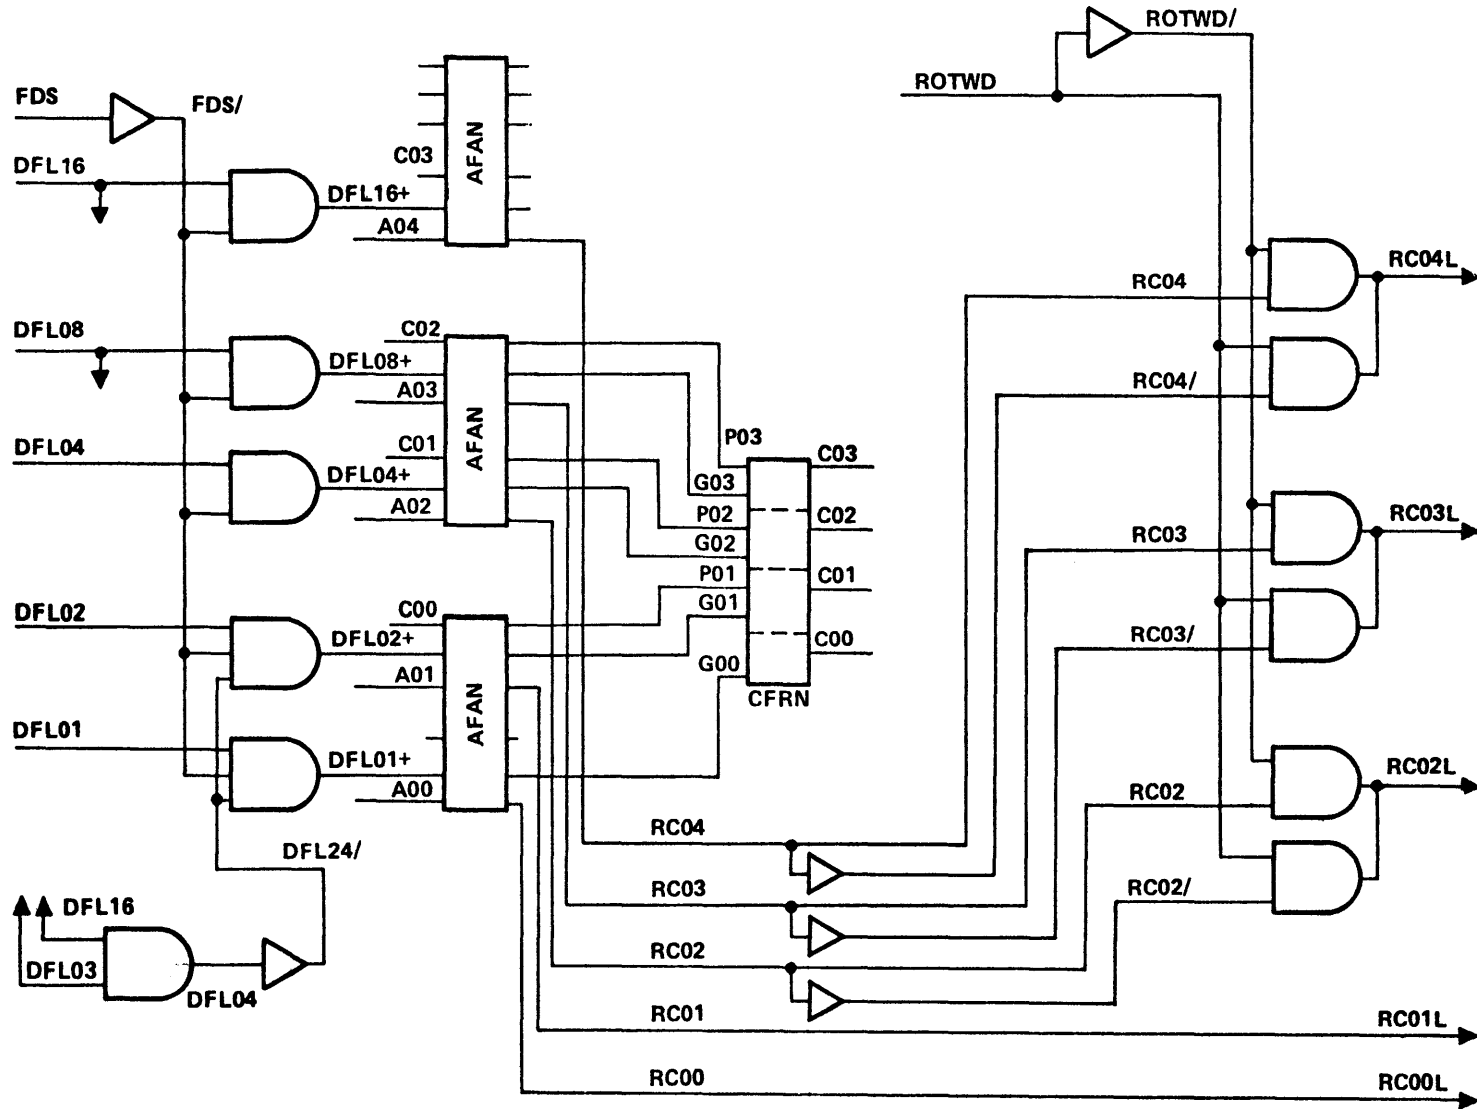 ROTWD/
ROTWD
FDS
FDS/
DFL16
C03
AFAN
DFL16+
A04
RC04L
RC04
DFL08
C02
DFL08+
A03
RC04/
DFL04
C01
AFAN
DFL04+
A02
P03
C03
G03
P02
C02
G02
P01
C01
G01
C00
G00
CFRN
RC03L
RC03
RC03/
DFL02
C00
DFL02+
A01
AFAN
DFL01
DFL01+
A00
RC02L
RC02
RC02/
DFL24/
RC04
RC03
RC02
DFL16
DFL03
DFL04
RC01
RC01L
RC00
RC00L